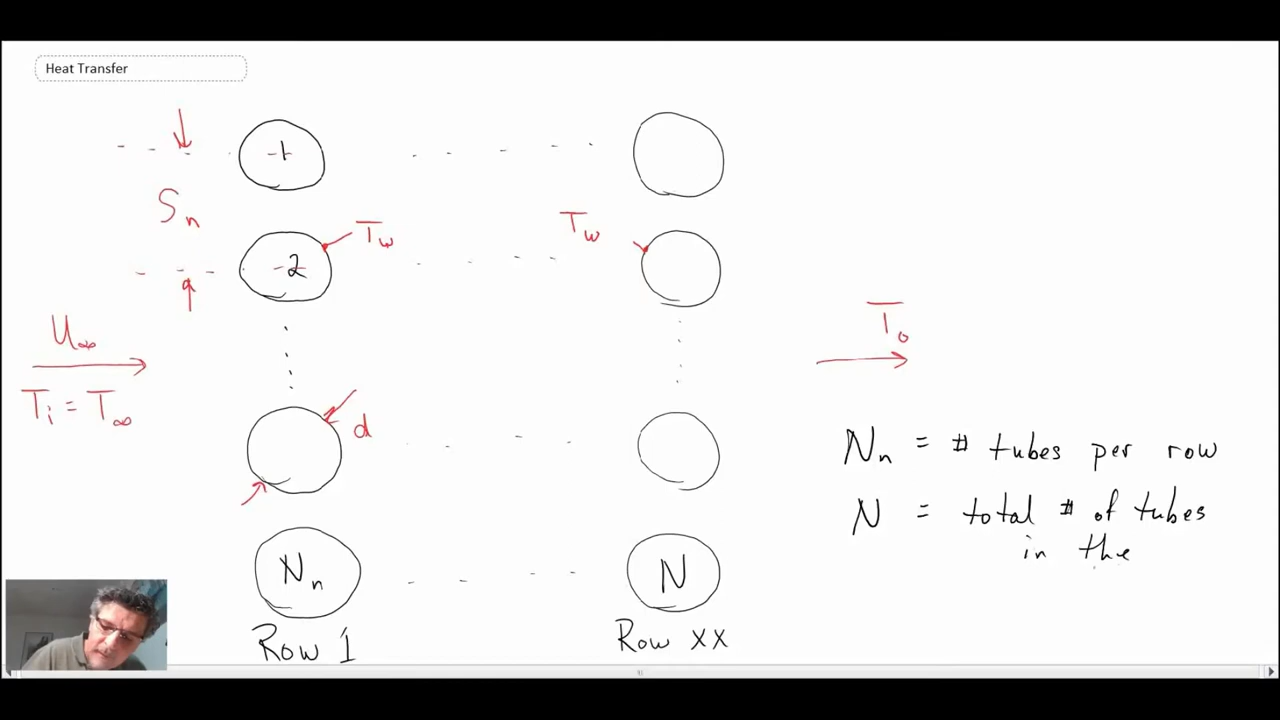 Heat Transfer
1
S_n
T_w
T_w
2
U_∞
T_i = T_∞
T_o
d
N_n = # tubes per row
N = total # of tubes
in the
N_n
N
Row 1
Row xx